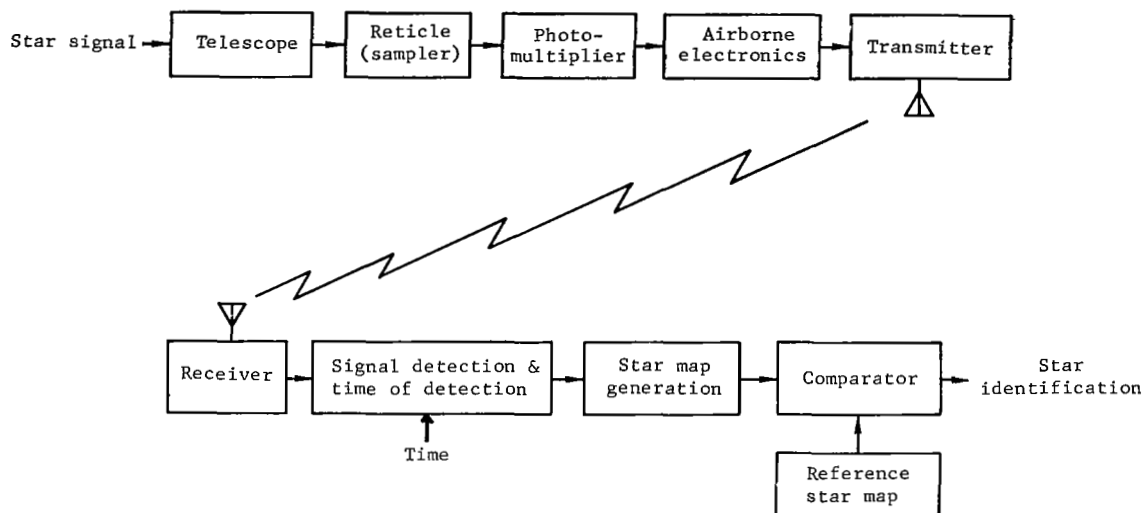 Star signal
Telescope
Reticle
(sampler)
Photo-
multiplier
Airborne
electronics
Transmitter
Receiver
Signal detection &
time of detection
Star map
generation
Comparator
Star
identification
Time
Reference
star map